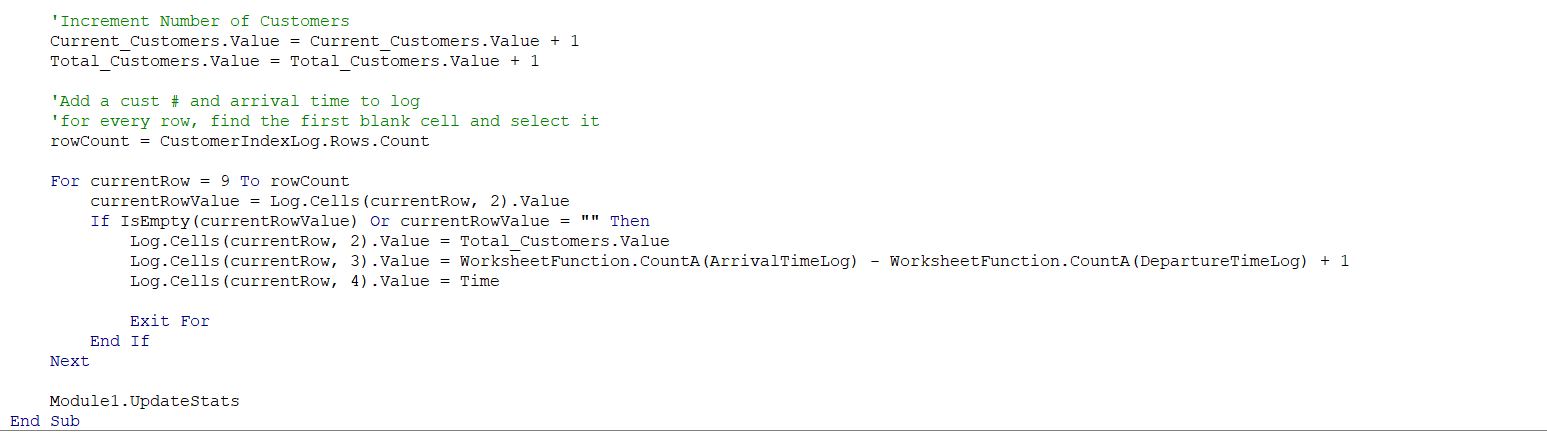 'Increment Number of Customers
Current_Customers.Value = Current_Customers.Value + 1
Total_Customers.Value = Total_Customers.Value + 1
'Add a cust # and arrival time to log
'for every row, find the first blank cell and select it
rowCount = CustomerIndexLog.Rows.Count
For currentRow = 9 To rowCount
currentRowValue = Log.Cells(currentRow, 2).Value
If IsEmpty(currentRowValue) Or currentRowValue = "" Then
Log.Cells(currentRow, 2).Value = Total_Customers.Value
Log.Cells(currentRow, 3).Value = WorksheetFunction.CountA(ArrivalTimeLog) - WorksheetFunction.CountA(DepartureTimeLog) + 1
Log.Cells(currentRow, 4).Value = Time
Exit For
End If
Next
Module1.UpdateStats
End Sub